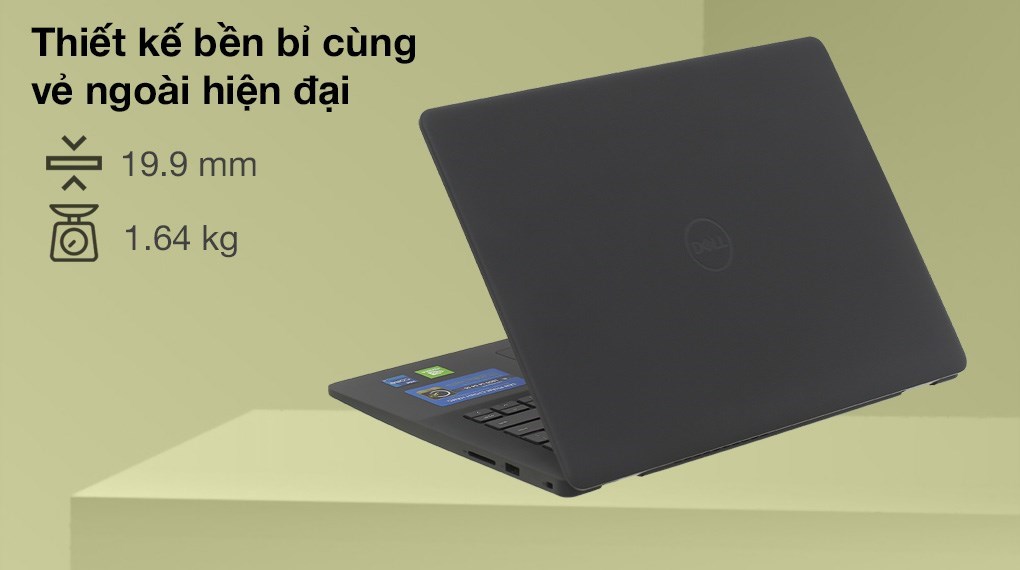 Thiết kế bền bỉ cùng
vẻ ngoài hiện đại
19.9 mm
1.64 kg
DELL